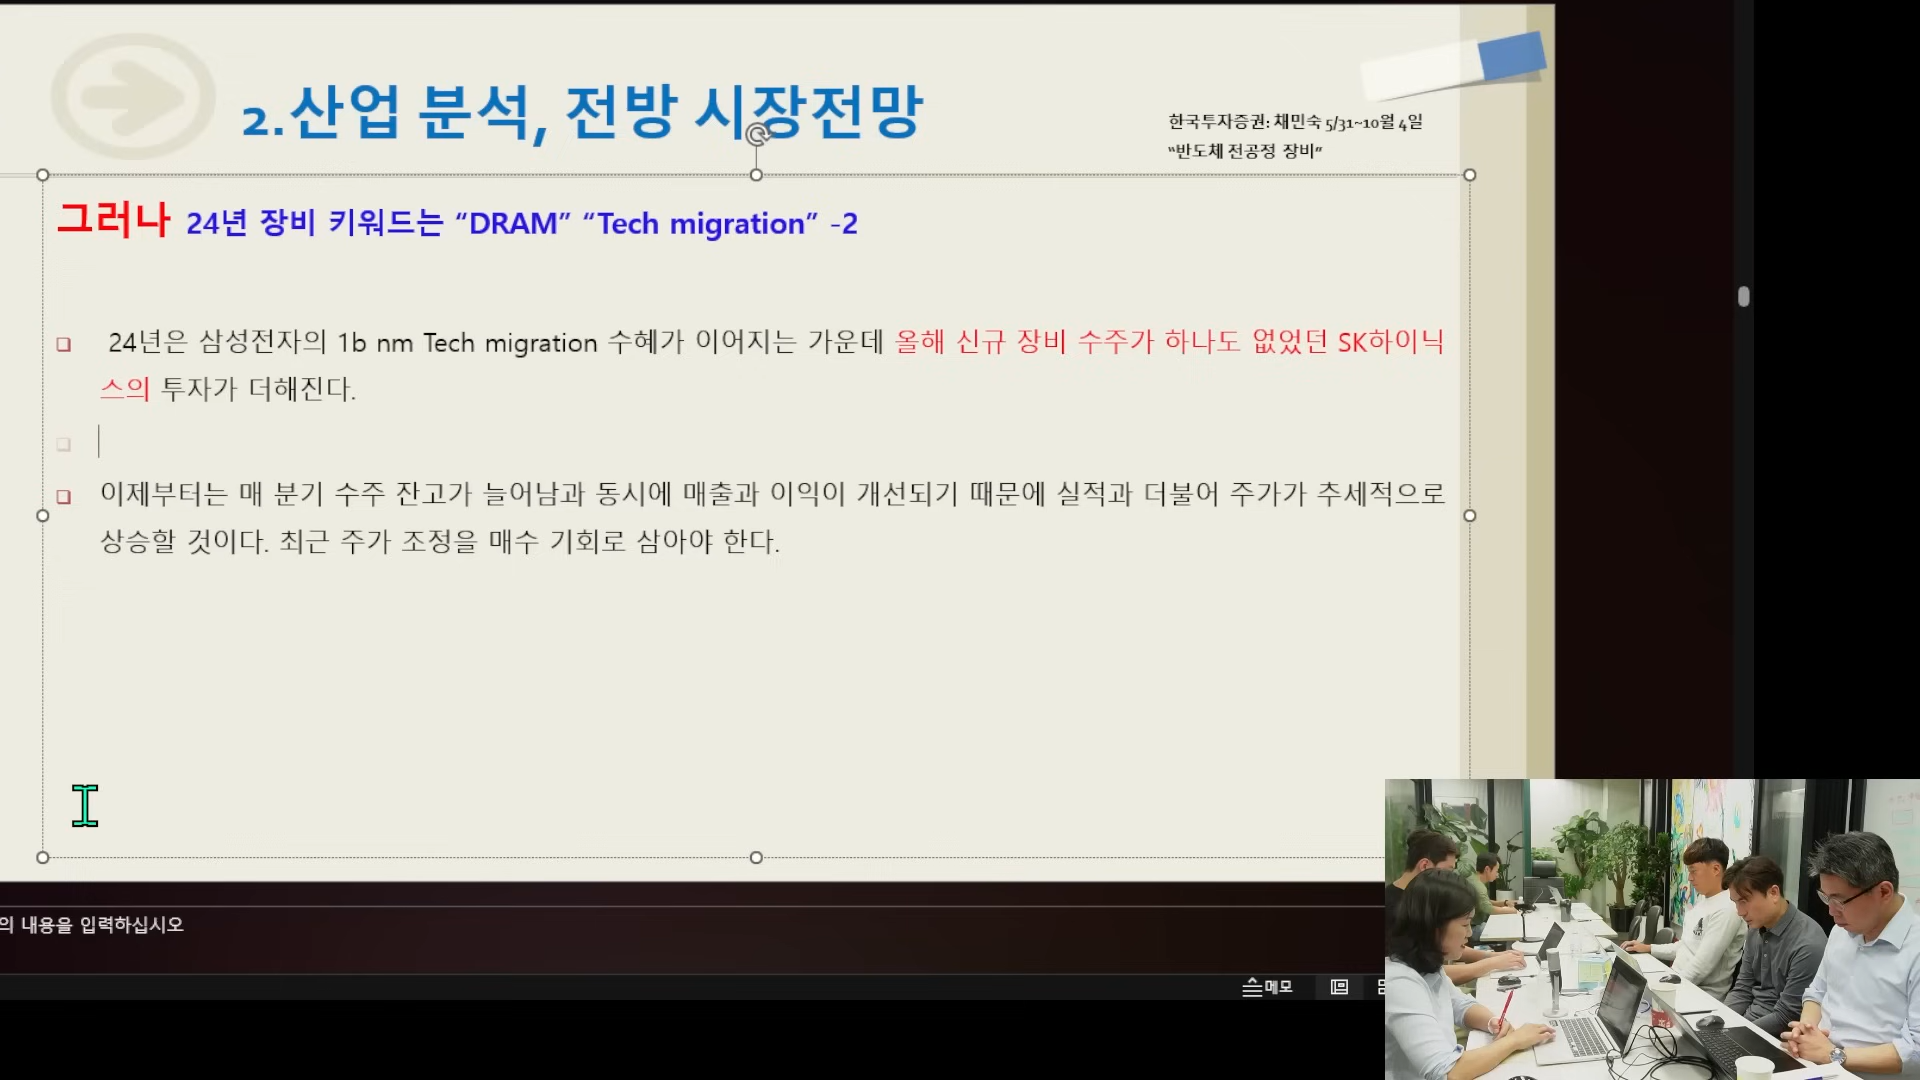 2.산업 분석, 전방 시장전망
한국투자증권: 채민숙 5/31~10월 4일
“반도체 전공정 장비”
그러나 24년 장비 키워드는 “DRAM” “Tech migration” -2
24년은 삼성전자의 1b nm Tech migration 수혜가 이어지는 가운데 올해 신규 장비 수주가 하나도 없었던 SK하이닉
스의 투자가 더해진다.
이제부터는 매 분기 수주 잔고가 늘어남과 동시에 매출과 이익이 개선되기 때문에 실적과 더불어 주가가 추세적으로
상승할 것이다. 최근 주가 조정을 매수 기회로 삼아야 한다.
의 내용을 입력하십시오
메모